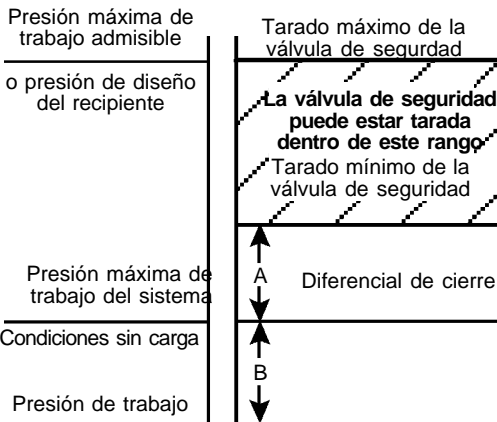 Presión máxima de
trabajo admisible
o presión de diseño
del recipiente
Presión máxima de
trabajo del sistema
Condiciones sin carga
Presión de trabajo
Tarado máximo de la
válvula de segurdad
La válvula de seguridad
puede estar tarada
dentro de este rango
Tarado mínimo de la
válvula de seguridad
A
Diferencial de cierre
B